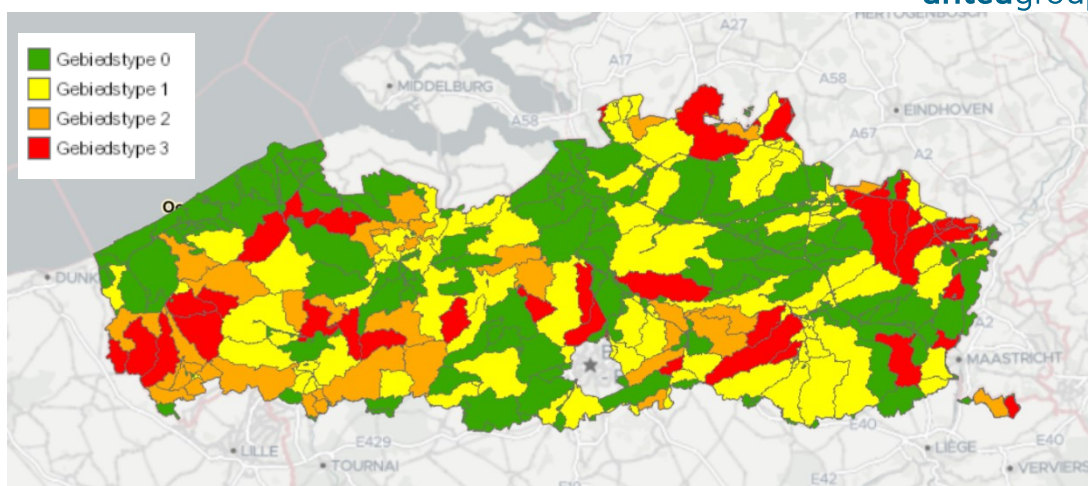 Gebiedstype 0
Gebiedstype 1
Gebiedstype 2
Gebiedstype 3
A27
A17
MIDDELBURG
A58
A58
EINDHOVEN
A67
A2
DUNK
A2
MAASTRICHT
LILLE
E429
TOURNAI
E40
LIÈGE
E40
E42
VERVIERS